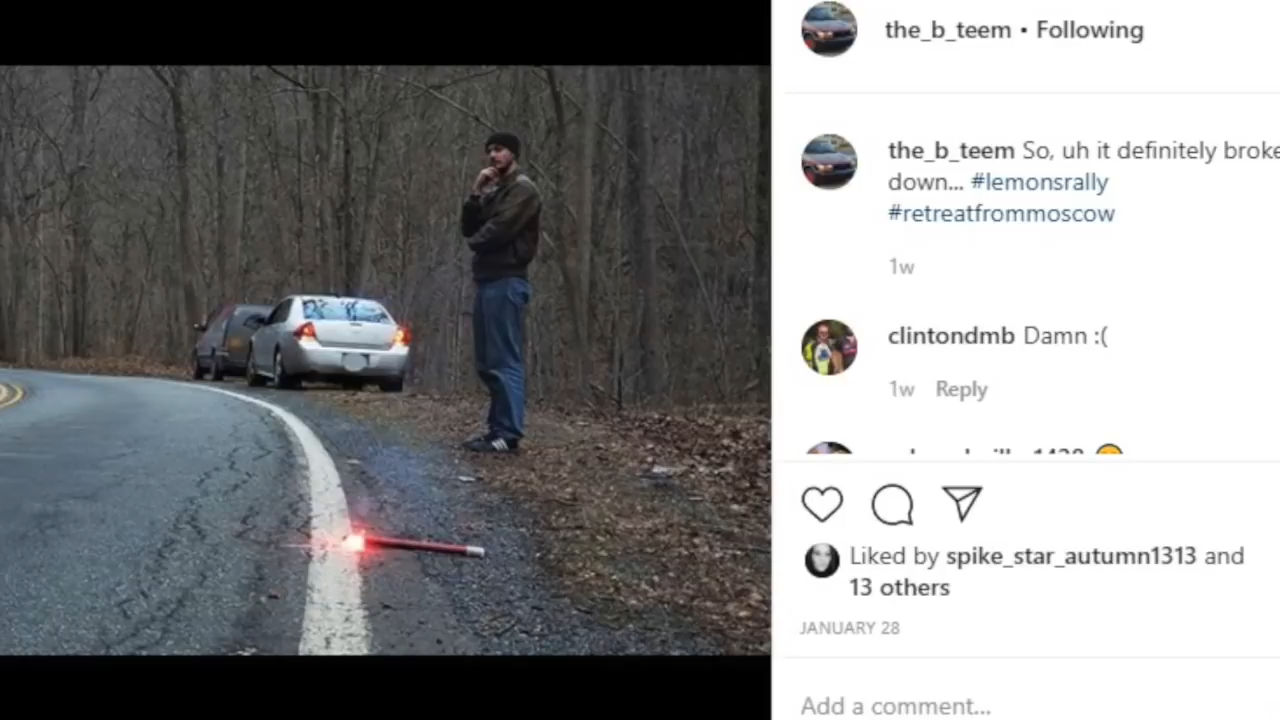 the_b_teem • Following
the_b_teem So, uh it definitely broke
down... #lemonsrally
#retreatfrommoscow
1w
clintondmb Damn :(
1w Reply
Liked by spike_star_autumn1313 and
13 others
JANUARY 28
Add a comment...